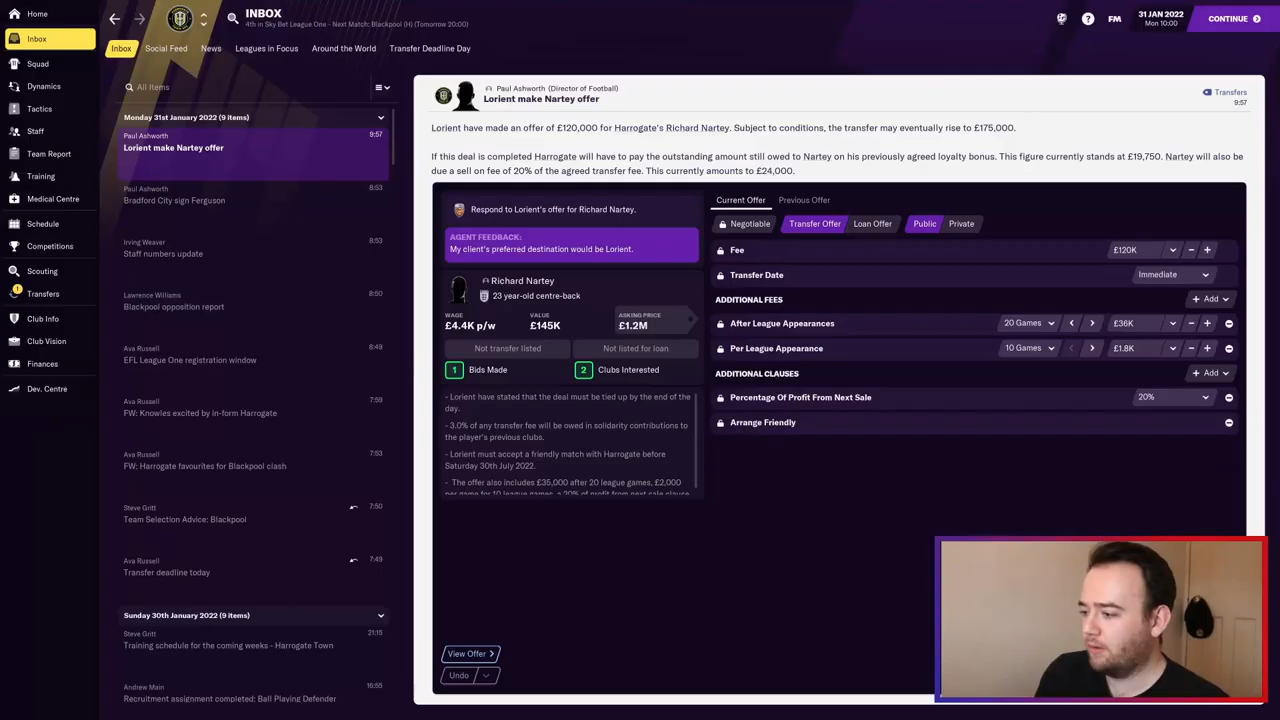 Home
Inbox
Squad
Dynamics
Tactics
Staff
Team Report
Training
Medical Centre
Schedule
Competitions
Scouting
1
Transfers
Club Info
Club Vision
Finances
Dev. Centre
INBOX
4th in Sky Bet League One - Next Match: Blackpool (H) (Tomorrow 20:00)
FM
31 JAN 2022
Mon 10:00
CONTINUE
Inbox Social Feed News Leagues in Focus Around the World Transfer Deadline Day
All Items
Monday 31st January 2022 (9 items)
Paul Ashworth 9:57
Lorient make Nartey offer
Paul Ashworth 8:53
Bradford City sign Ferguson
Irving Weaver 8:53
Staff numbers update
Lawrence Williams 8:50
Blackpool opposition report
Ava Russell 8:49
EFL League One registration window
Ava Russell 7:59
FW: Knowles excited by in-form Harrogate
Ava Russell 7:53
FW: Harrogate favourites for Blackpool clash
Steve Gritt 7:50
Team Selection Advice: Blackpool
Ava Russell 7:49
Transfer deadline today
Sunday 30th January 2022 (9 items)
Steve Gritt 21:15
Training schedule for the coming weeks - Harrogate Town
Andrew Main 16:55
Recruitment assignment completed: Ball Playing Defender
Paul Ashworth (Director of Football)
Lorient make Nartey offer
Transfers
9:57
Lorient have made an offer of £120,000 for Harrogate's Richard Nartey. Subject to conditions, the transfer may eventually rise to £175,000.
If this deal is completed Harrogate will have to pay the outstanding amount still owed to Nartey on his previously agreed loyalty bonus. This figure currently stands at £19,750. Nartey will also be
due a sell on fee of 20% of the agreed transfer fee. This currently amounts to £24,000.
Respond to Lorient's offer for Richard Nartey.
AGENT FEEDBACK:
My client's preferred destination would be Lorient.
Richard Nartey
23 year-old centre-back
WAGE VALUE ASKING PRICE
£4.4K p/w £145K £1.2M
Not transfer listed Not listed for loan
1 Bids Made 2 Clubs Interested
- Lorient have stated that the deal must be tied up by the end of the
day.
- 3.0% of any transfer fee will be owed in solidarity contributions to
the player's previous clubs.
- Lorient must accept a friendly match with Harrogate before
Saturday 30th July 2022.
- The offer also includes £35,000 after 20 league games, £2,000
per game for 10 league games, a 20% of profit from next sale clause
View Offer
Undo
Current Offer Previous Offer
Negotiable Transfer Offer Loan Offer Public Private
Fee £120K
Transfer Date Immediate
ADDITIONAL FEES Add
After League Appearances 20 Games £36K
Per League Appearance 10 Games £1.8K
ADDITIONAL CLAUSES Add
Percentage Of Profit From Next Sale 20%
Arrange Friendly